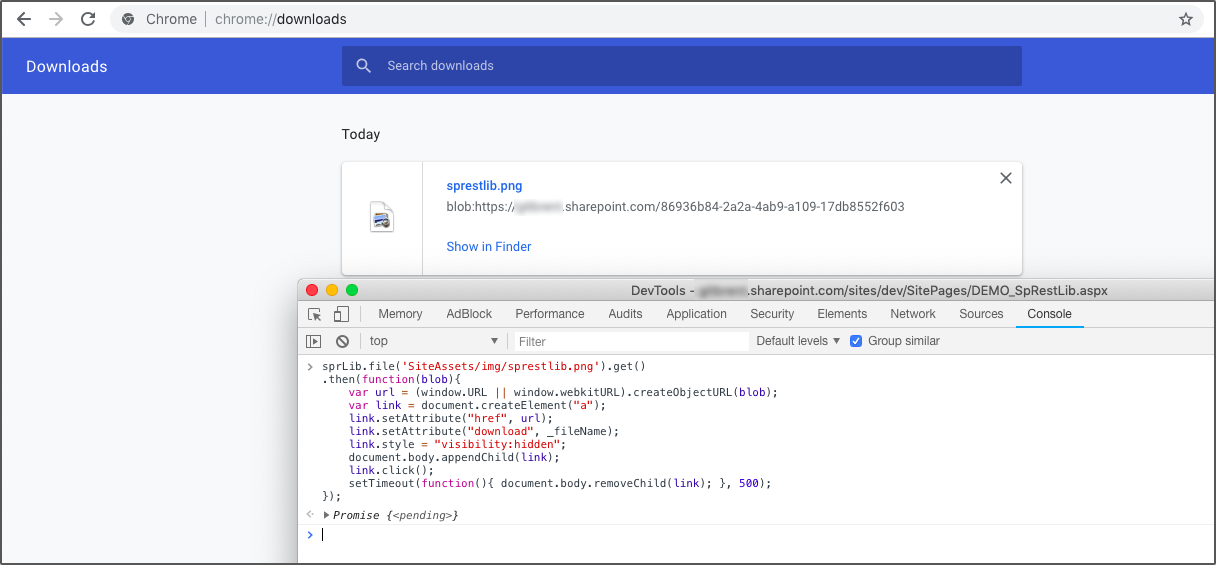 Chrome | chrome://downloads
Downloads
Search downloads
Today
sprestlib.png
blob:https://.sharepoint.com/86936b84-2a2a-4ab9-a109-17db8552f603
Show in Finder
DevTools - .sharepoint.com/sites/dev/SitePages/DEMO_SpRestLib.aspx
Memory AdBlock Performance Audits Application Security Elements Network Sources Console
top Filter Default levels Group similar
sprLib.file('SiteAssets/img/sprestlib.png').get()
.then(function(blob){
var url = (window.URL || window.webkitURL).createObjectURL(blob);
var link = document.createElement("a");
link.setAttribute("href", url);
link.setAttribute("download", _fileName);
link.style = "visibility:hidden";
document.body.appendChild(link);
link.click();
setTimeout(function(){ document.body.removeChild(link); }, 500);
});
Promise {<pending>}